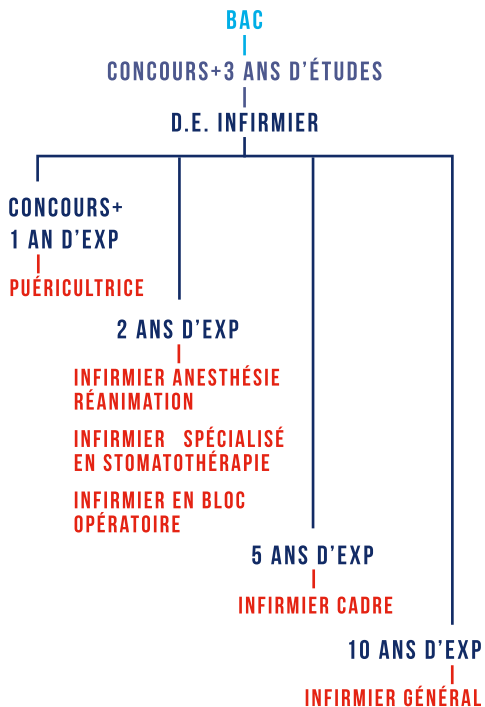 BAC
CONCOURS+3 ANS D'ÉTUDES
D.E. INFIRMIER
CONCOURS+
1 AN D'EXP
PUÉRICULTRICE
2 ANS D'EXP
INFIRMIER ANESTHÉSIE
RÉANIMATION
INFIRMIER SPÉCIALISÉ
EN STOMATOTHÉRAPIE
INFIRMIER EN BLOC
OPÉRATOIRE
5 ANS D'EXP
INFIRMIER CADRE
10 ANS D'EXP
INFIRMIER GÉNÉRAL